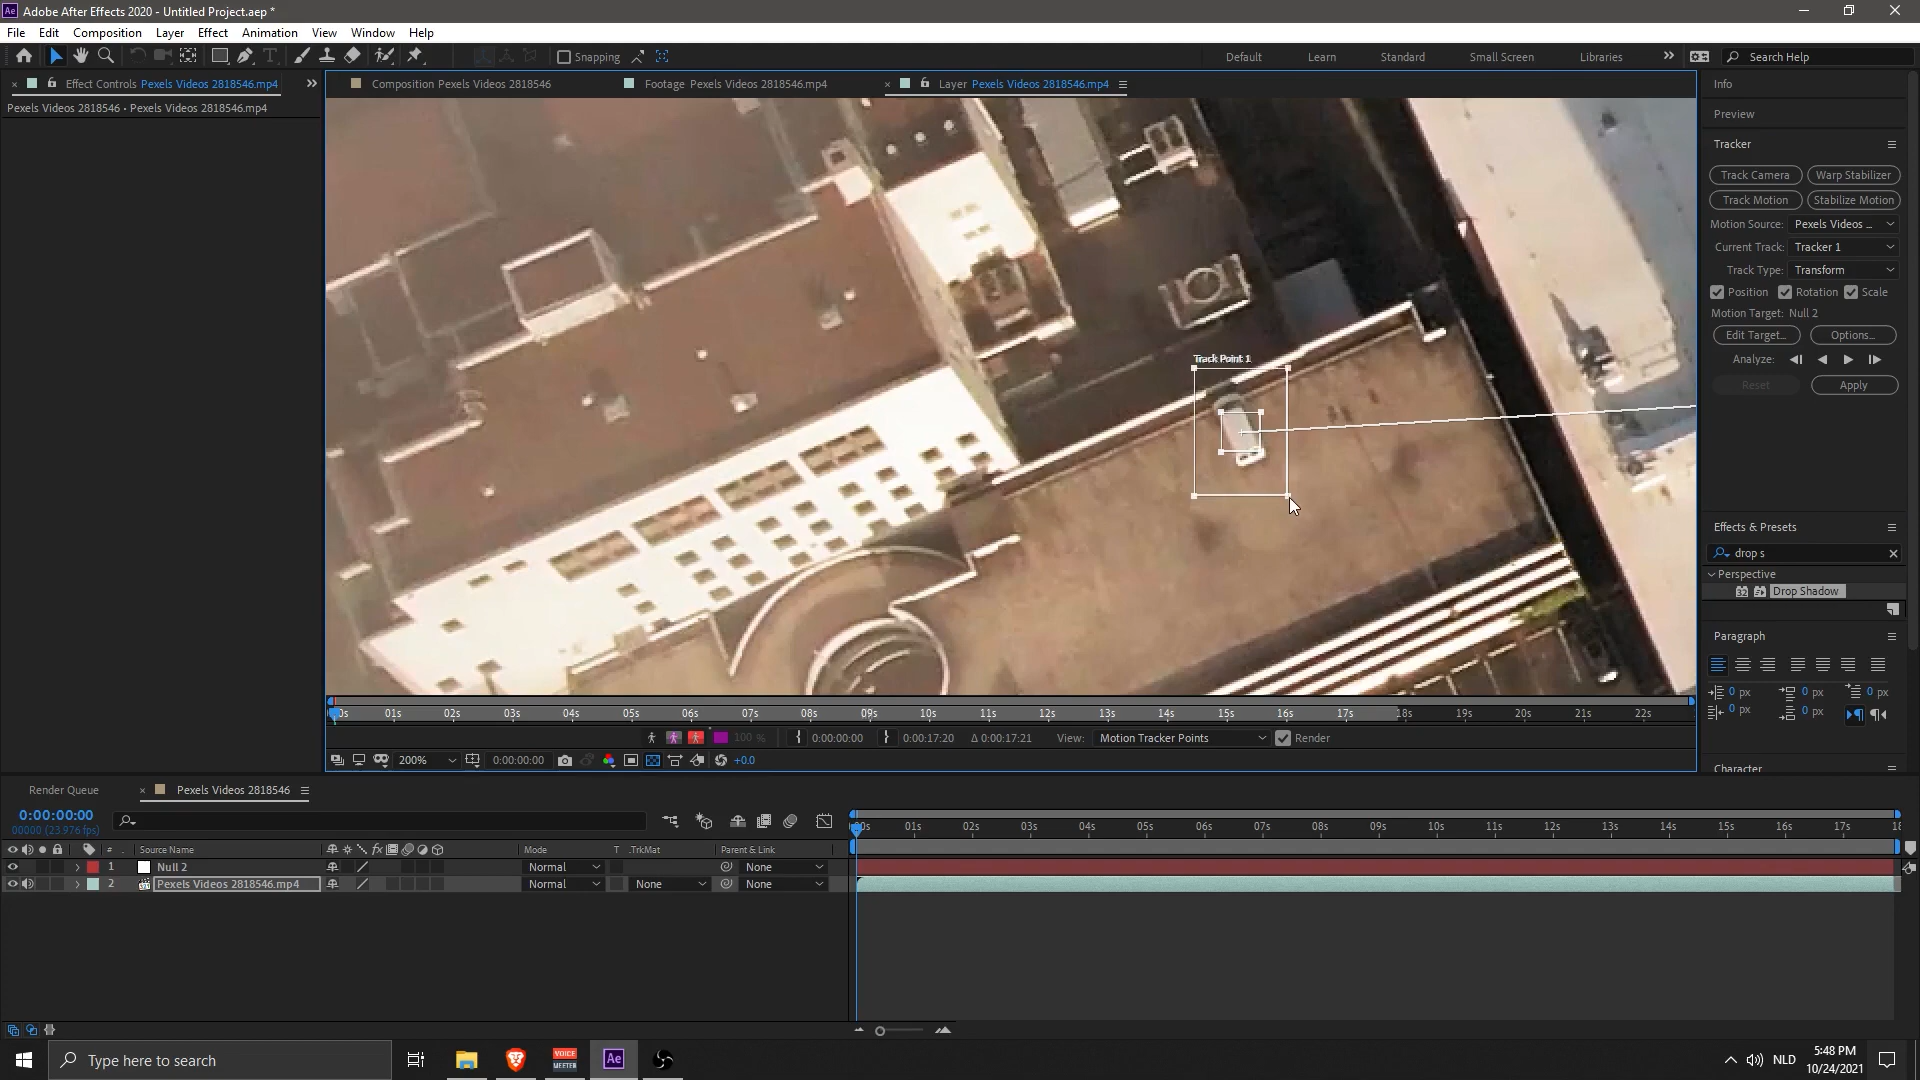 Adobe After Effects 2020 - Untitled Project.aep *
File Edit Composition Layer Effect Animation View Window Help
Snapping
Default Learn Standard Small Screen Libraries Search Help
Effect Controls Pexels Videos 2818546.mp4
Composition Pexels Videos 2818546
Footage Pexels Videos 2818546.mp4
Layer Pexels Videos 2818546.mp4
Pexels Videos 2818546 • Pexels Videos 2818546.mp4
Track Point 1
0s 01s 02s 03s 04s 05s 06s 07s 08s 09s 10s 11s 12s 13s 14s 15s 16s 17s 18s 19s 20s 21s 22s
100 % 0:00:00:00 0:00:17:20 Δ 0:00:17:21 View: Motion Tracker Points Render
200% 0:00:00:00 +0.0
Info
Preview
Tracker
Track Camera Warp Stabilizer
Track Motion Stabilize Motion
Motion Source: Pexels Videos ...
Current Track: Tracker 1
Track Type: Transform
Position Rotation Scale
Motion Target: Null 2
Edit Target... Options...
Analyze:
Reset Apply
Effects & Presets
drop s
Perspective
32 Drop Shadow
Paragraph
0 px 0 px 0 px
0 px 0 px
Character
Render Queue Pexels Videos 2818546
0:00:00:00
00000 (23.976 fps)
# Source Name fx Mode T .TrkMat Parent & Link
1 Null 2 Normal None
2 Pexels Videos 2818546.mp4 Normal None None
00s 01s 02s 03s 04s 05s 06s 07s 08s 09s 10s 11s 12s 13s 14s 15s 16s 17s 18
Type here to search
VOICE
MEETER
Ae
NLD
5:48 PM
10/24/2021